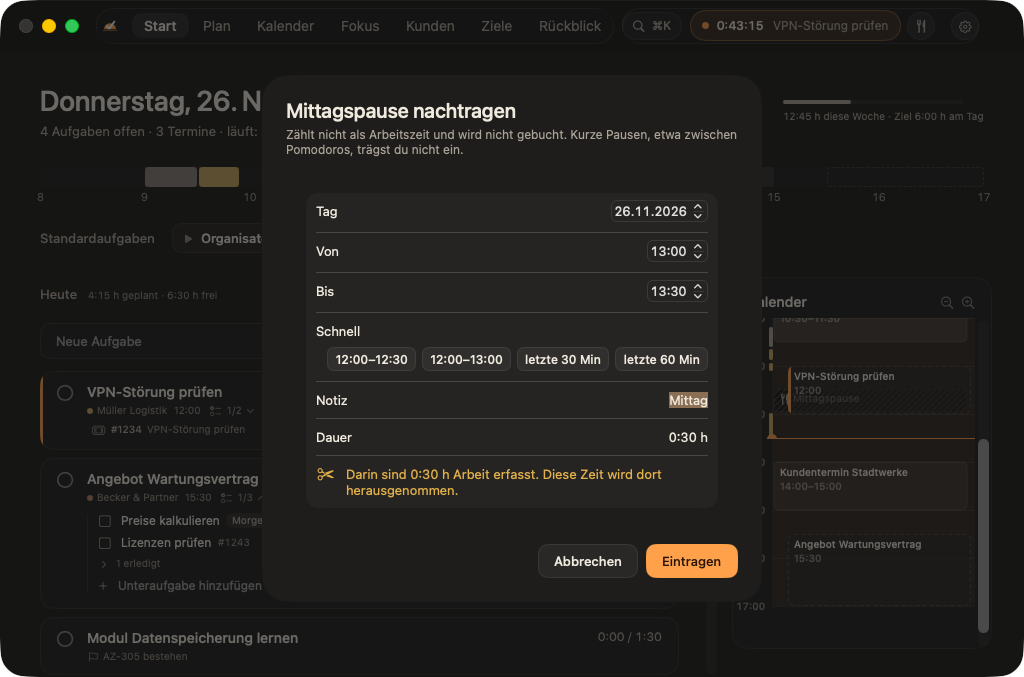 Start Plan Kalender Fokus Kunden Ziele Rückblick ⌘K 0:43:15 VPN-Störung prüfen
Donnerstag, 26. N
4 Aufgaben offen · 3 Termine · läuft:
12:45 h diese Woche · Ziel 6:00 h am Tag
8 9 10 15 16 17
Standardaufgaben Organisat
Heute 4:15 h geplant · 6:30 h frei
Neue Aufgabe
VPN-Störung prüfen
Müller Logistik 12:00 1/2
#1234 VPN-Störung prüfen
Angebot Wartungsvertrag
Becker & Partner 15:30 1/3
Preise kalkulieren Morge
Lizenzen prüfen #1243
1 erledigt
+ Unteraufgabe hinzufügen
Modul Datenspeicherung lernen 0:00 / 1:30
AZ-305 bestehen
Mittagspause nachtragen
Zählt nicht als Arbeitszeit und wird nicht gebucht. Kurze Pausen, etwa zwischen
Pomodoros, trägst du nicht ein.
Tag 26.11.2026
Von 13:00
Bis 13:30
Schnell
12:00–12:30 12:00–13:00 letzte 30 Min letzte 60 Min
Notiz Mittag
Dauer 0:30 h
Darin sind 0:30 h Arbeit erfasst. Diese Zeit wird dort
herausgenommen.
Abbrechen Eintragen
alender
10:30–11:30
VPN-Störung prüfen
12:00
Mittagspause
Kundentermin Stadtwerke
14:00–15:00
Angebot Wartungsvertrag
15:30
17:00